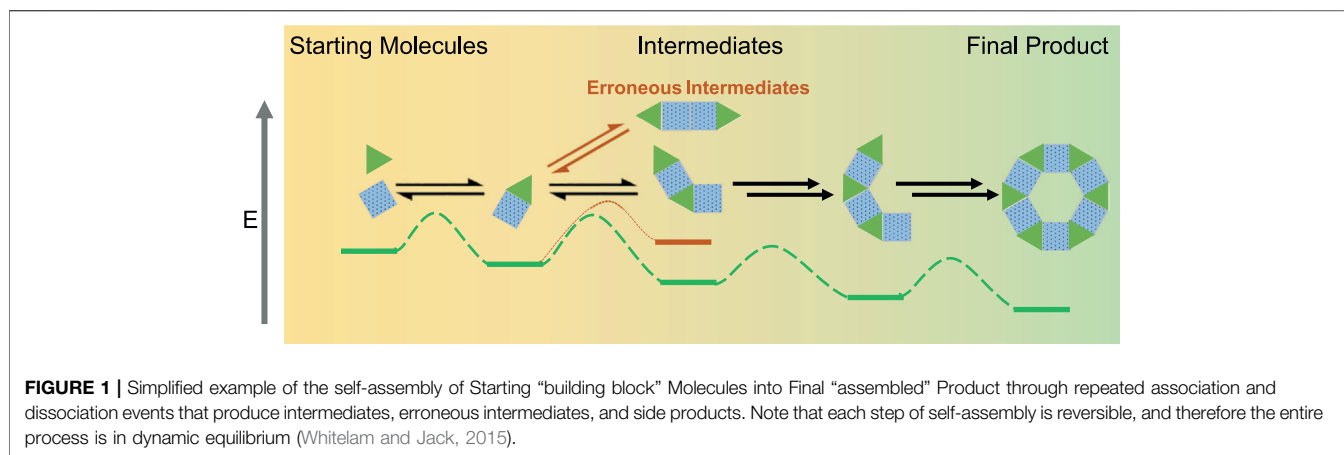 Starting Molecules
Intermediates
Final Product
Erroneous Intermediates
E
FIGURE 1 | Simplified example of the self-assembly of Starting “building block” Molecules into Final “assembled” Product through repeated association and
dissociation events that produce intermediates, erroneous intermediates, and side products. Note that each step of self-assembly is reversible, and therefore the entire
process is in dynamic equilibrium (Whitelam and Jack, 2015).